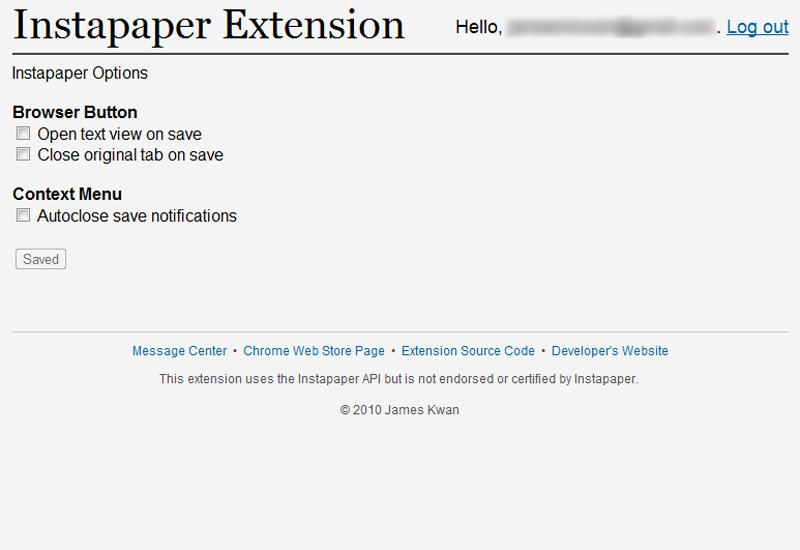 Instapaper Extension
Hello, . Log out
Instapaper Options
Browser Button
Open text view on save
Close original tab on save
Context Menu
Autoclose save notifications
Saved
Message Center • Chrome Web Store Page • Extension Source Code • Developer's Website
This extension uses the Instapaper API but is not endorsed or certified by Instapaper.
© 2010 James Kwan